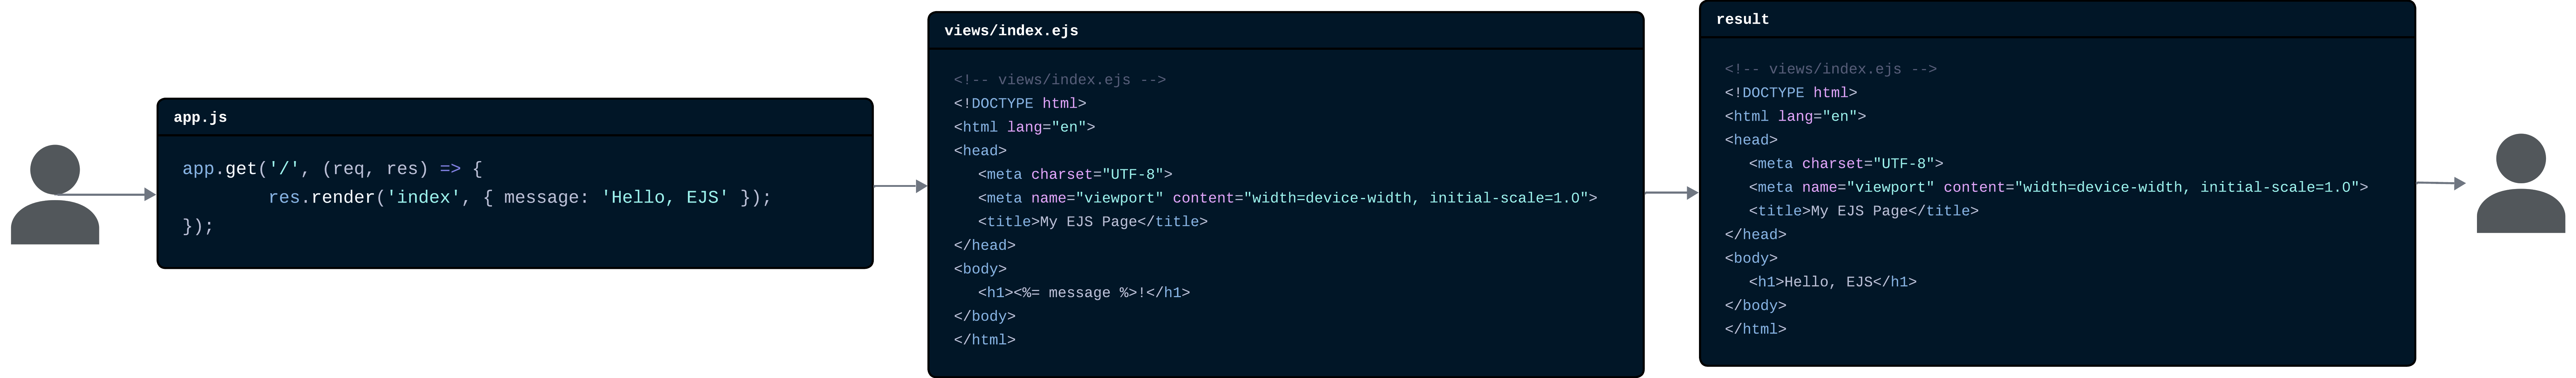 app.js
app.get('/', (req, res) => {
res.render('index', { message: 'Hello, EJS' });
});
views/index.ejs
<!-- views/index.ejs -->
<!DOCTYPE html>
<html lang="en">
<head>
<meta charset="UTF-8">
<meta name="viewport" content="width=device-width, initial-scale=1.0">
<title>My EJS Page</title>
</head>
<body>
<h1><%= message %>!</h1>
</body>
</html>
result
<!-- views/index.ejs -->
<!DOCTYPE html>
<html lang="en">
<head>
<meta charset="UTF-8">
<meta name="viewport" content="width=device-width, initial-scale=1.0">
<title>My EJS Page</title>
</head>
<body>
<h1>Hello, EJS</h1>
</body>
</html>